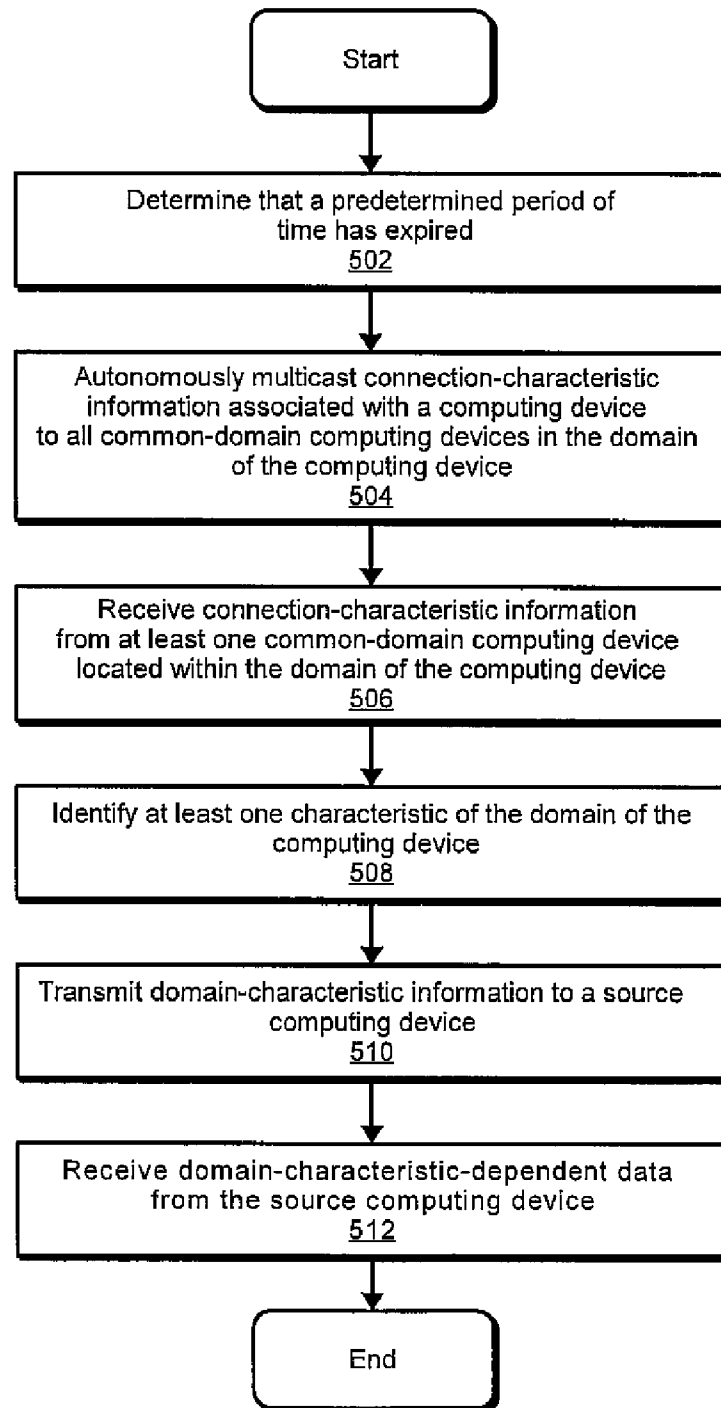 Start
Determine that a predetermined period of
time has expired
502
Autonomously multicast connection-characteristic
information associated with a computing device
to all common-domain computing devices in the domain
of the computing device
504
Receive connection-characteristic information
from at least one common-domain computing device
located within the domain of the computing device
506
Identify at least one characteristic of the domain of the
computing device
508
Transmit domain-characteristic information to a source
computing device
510
Receive domain-characteristic-dependent data
from the source computing device
512
End